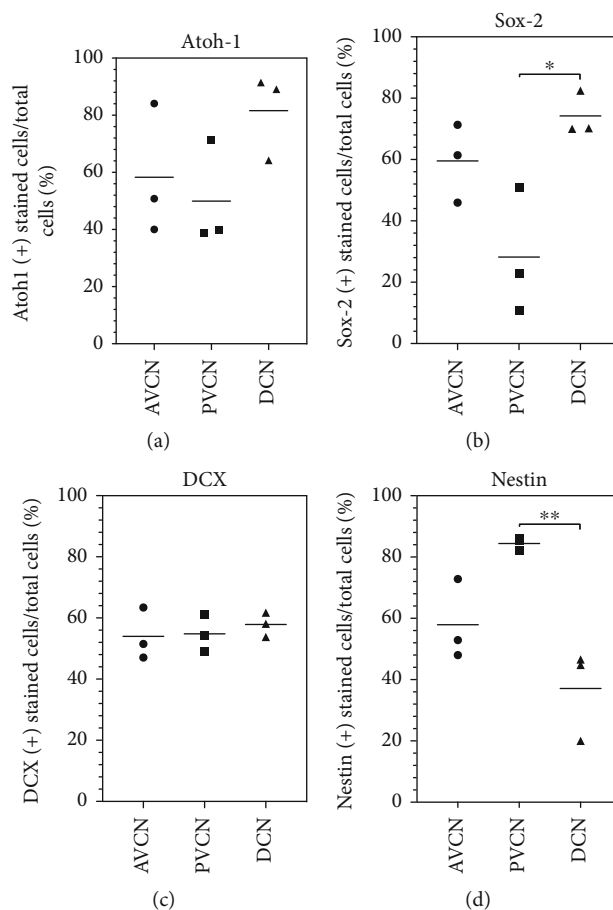 Atoh-1
Atoh1 (+) stained cells/total
cells (%)
100
80
60
40
20
0
AVCN
PVCN
DCN
(a)
Sox-2
Sox-2 (+) stained cells/total cells (%)
100
80
60
40
20
0
*
AVCN
PVCN
DCN
(b)
DCX
DCX (+) stained cells/total cells (%)
100
80
60
40
20
0
AVCN
PVCN
DCN
(c)
Nestin
Nestin (+) stained cells/total cells (%)
100
80
60
40
20
0
**
AVCN
PVCN
DCN
(d)